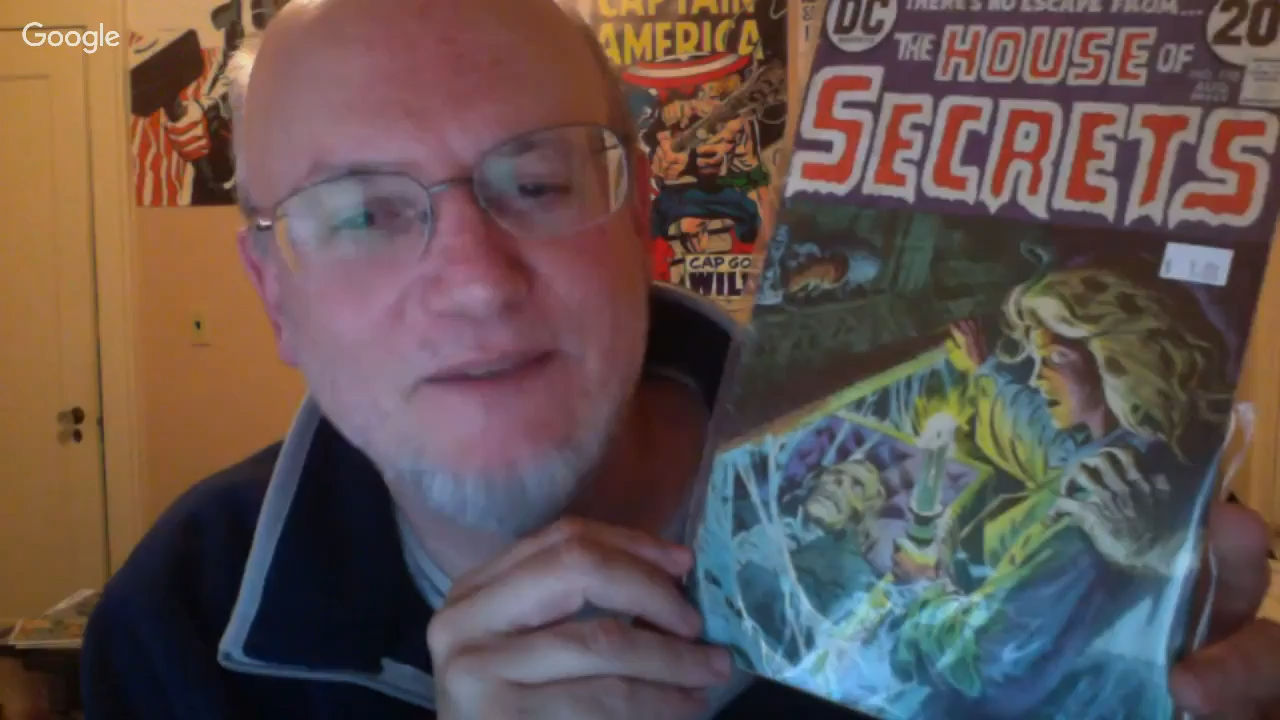 Google
CAPTAIN
AMERICA
CAP GO
WIL
DC
THERE'S NO ESCAPE FROM...
20
THE HOUSE OF
SECRETS